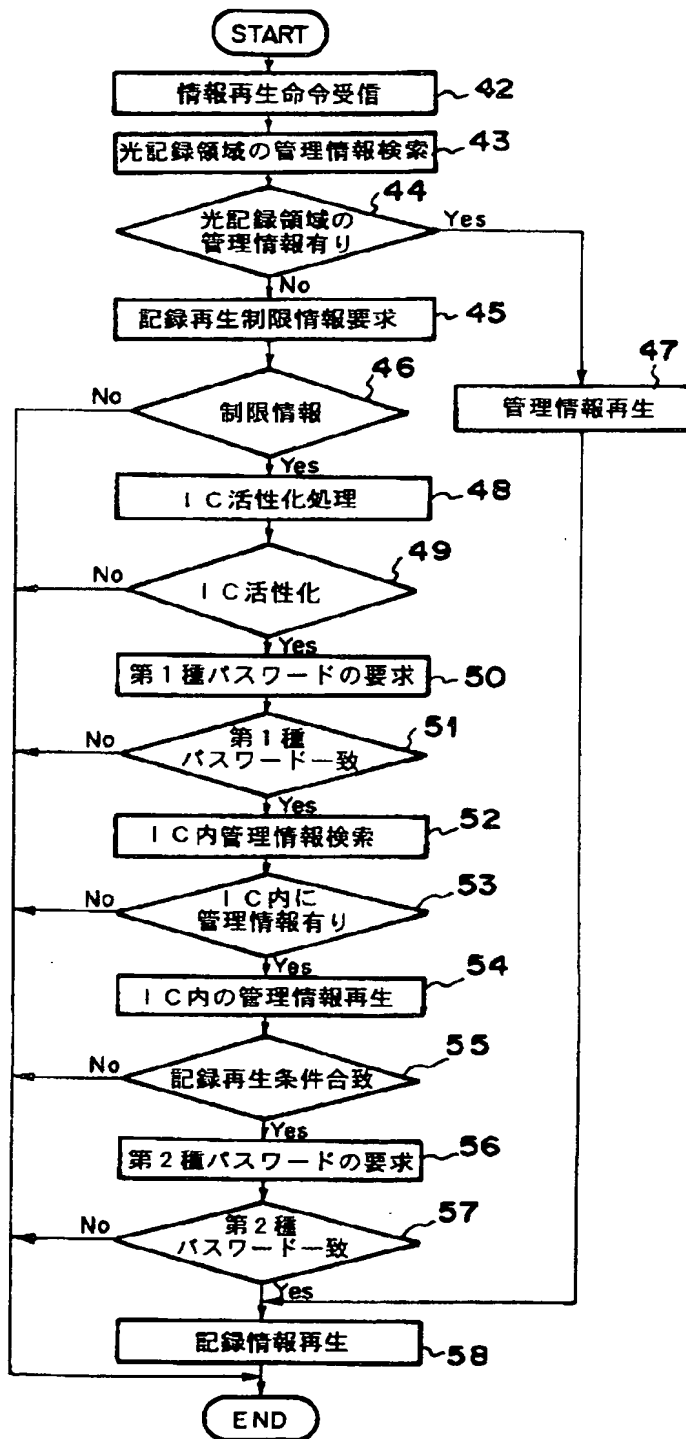 START
情報再生命令受信
42
光記録領域の管理情報検索
43
44
光記録領域の
管理情報有り
Yes
No
記録再生制限情報要求
45
46
No
制限情報
47
管理情報再生
Yes
IC活性化処理
48
49
No
IC活性化
Yes
第1種パスワードの要求
50
51
No
第1種
パスワード一致
Yes
IC内管理情報検索
52
53
No
IC内に
管理情報有り
Yes
54
IC内の管理情報再生
55
No
記録再生条件合致
Yes
第2種パスワードの要求
56
57
No
第2種
パスワード一致
Yes
記録情報再生
58
END